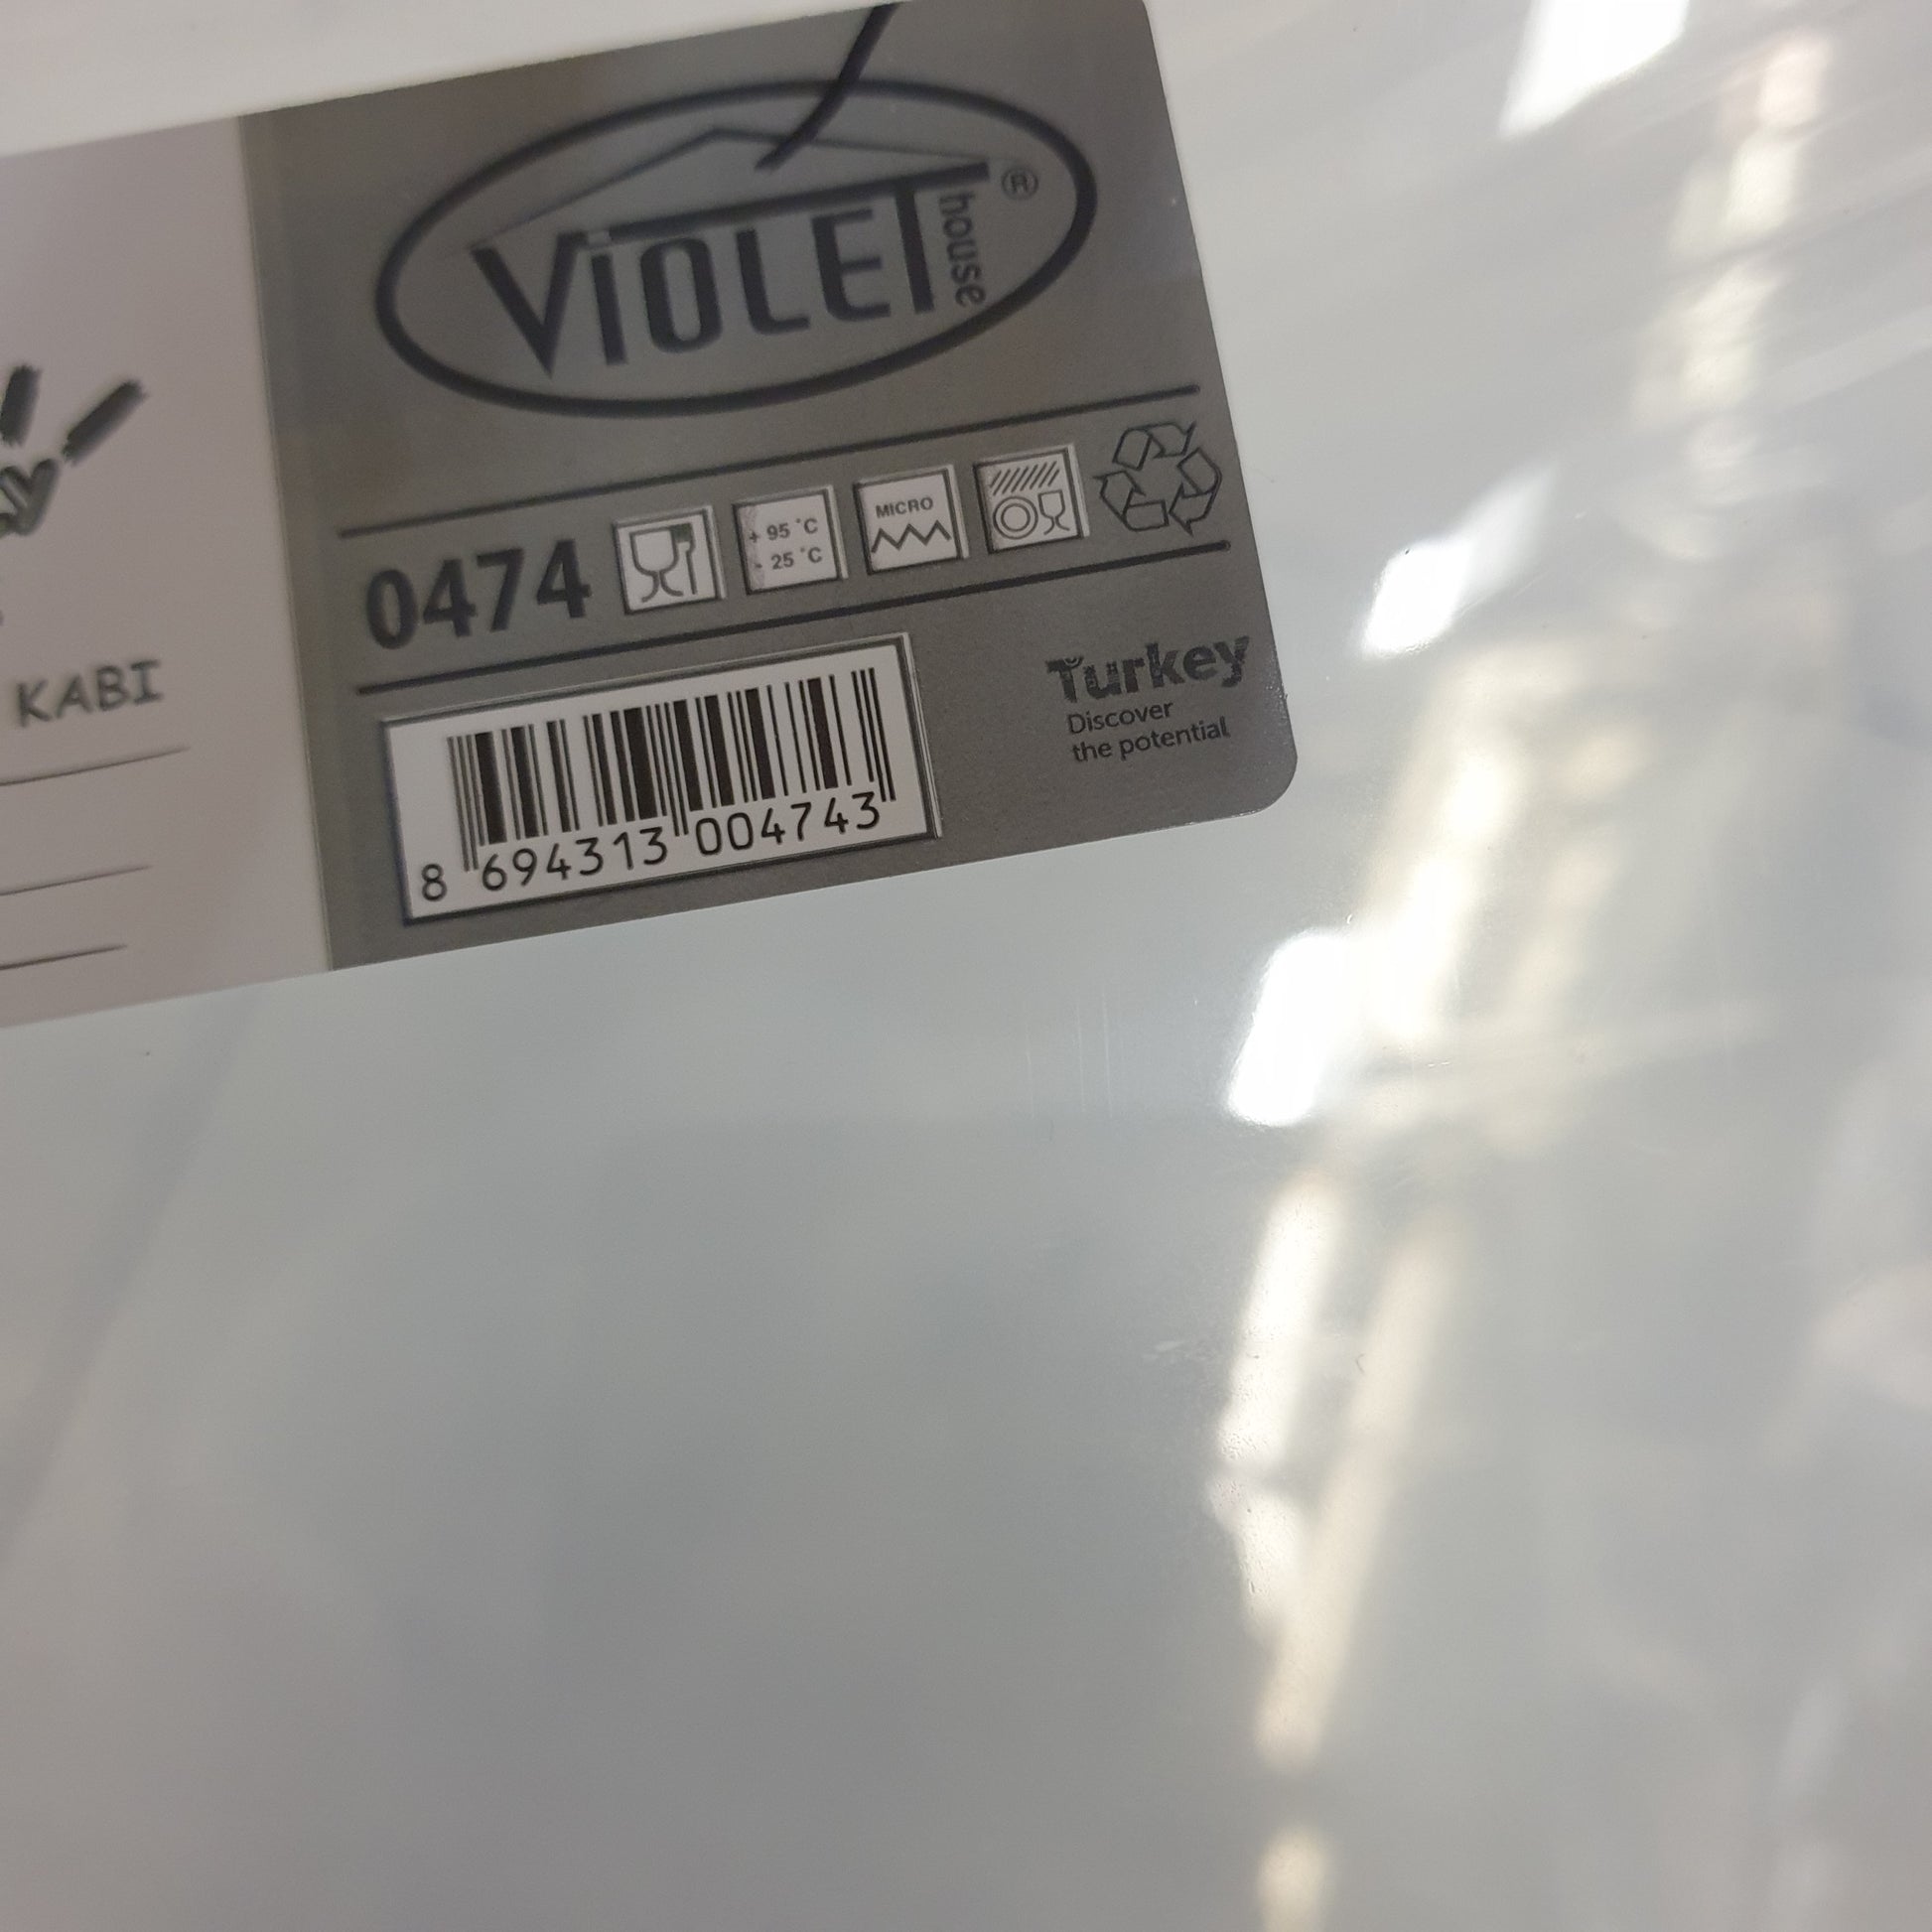 ViOLET house ®
0474
+ 95 °C
- 25 °C
MICRO
KABI
Turkey
Discover
the potential
8 694313 004743